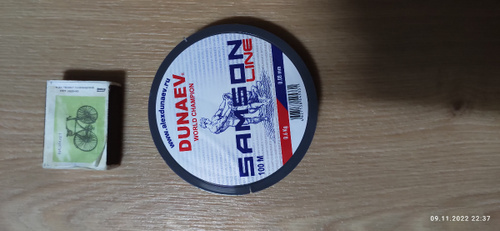 www.alexdunaev.ru
DUNAEV.
WORLD CHAMPION
SAMSON
LINE
100 M
09.11.2022 22:37